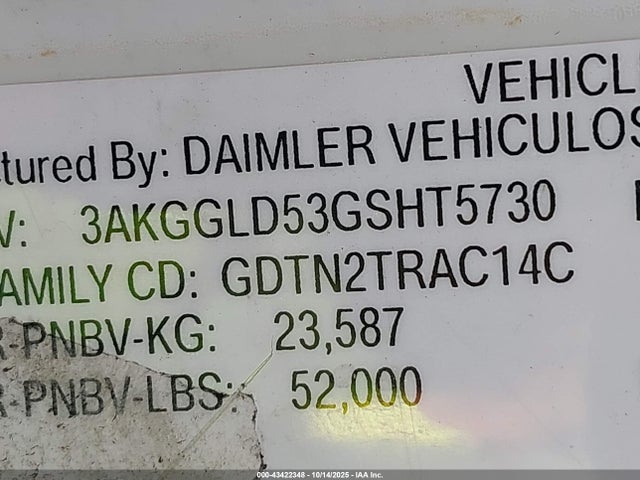 VEHICL
ctured By: DAIMLER VEHICULOS
V: 3AKGGLD53GSHT5730
AMILY CD: GDTN2TRAC14C
R-PNBV-KG: 23,587
R-PNBV-LBS: 52,000
000-43422348 - 10/14/2025 - IAA Inc.